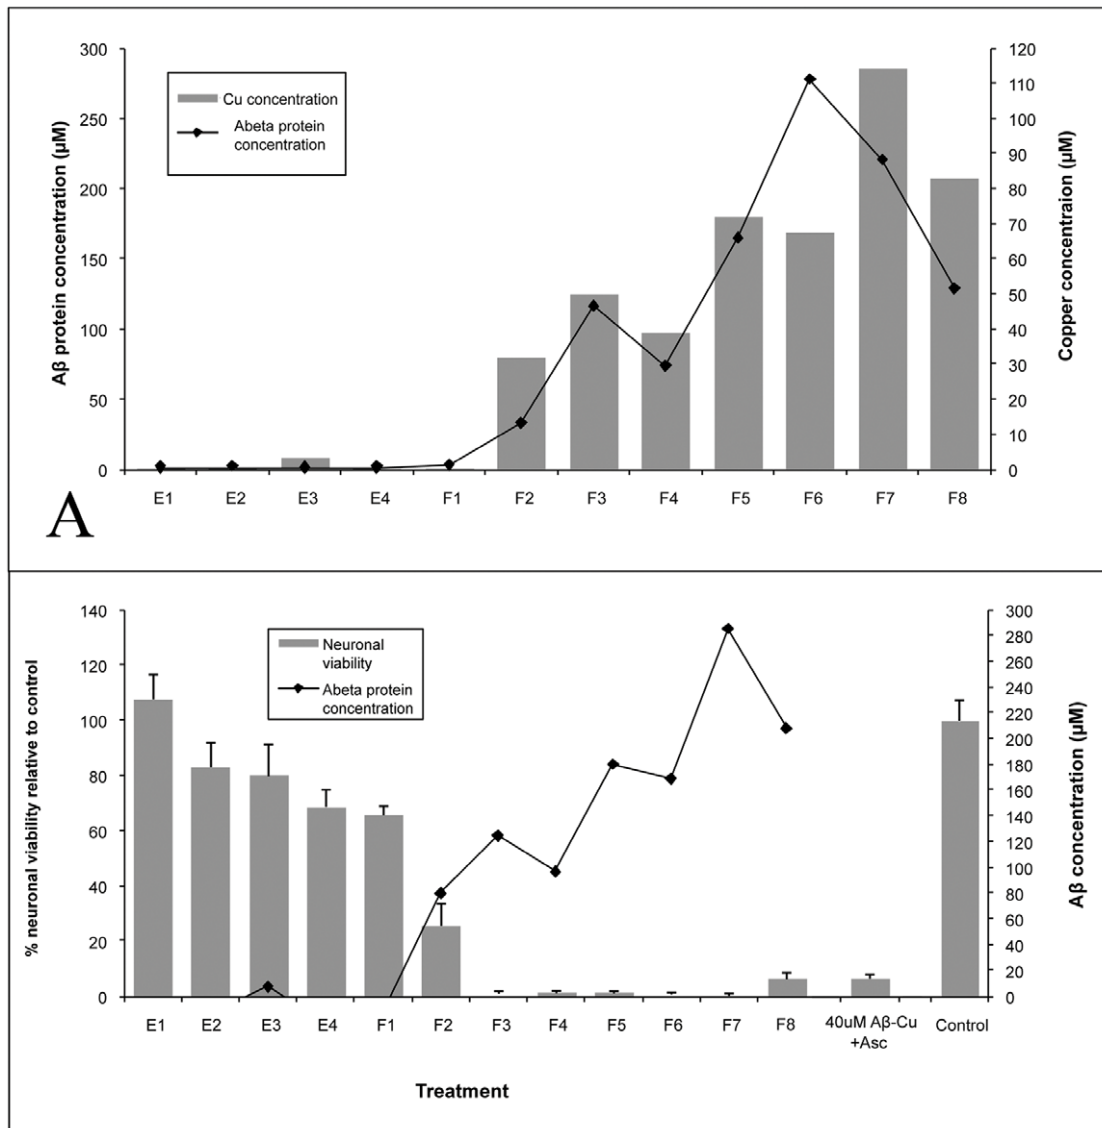 300
250
200
150
100
50
0
Aβ protein concentration (µM)
Cu concentration
Abeta protein
concentration
120
110
100
90
80
70
60
50
40
30
20
10
0
Copper concentraion (µM)
E1 E2 E3 E4 F1 F2 F3 F4 F5 F6 F7 F8
A
140
120
100
80
60
40
20
0
% neuronal viability relative to control
Neuronal
viability
Abeta protein
concentration
300
280
260
240
220
200
180
160
140
120
100
80
60
40
20
0
Aβ concentration (µM)
E1 E2 E3 E4 F1 F2 F3 F4 F5 F6 F7 F8 40uM Aβ-Cu Control
+Asc
Treatment